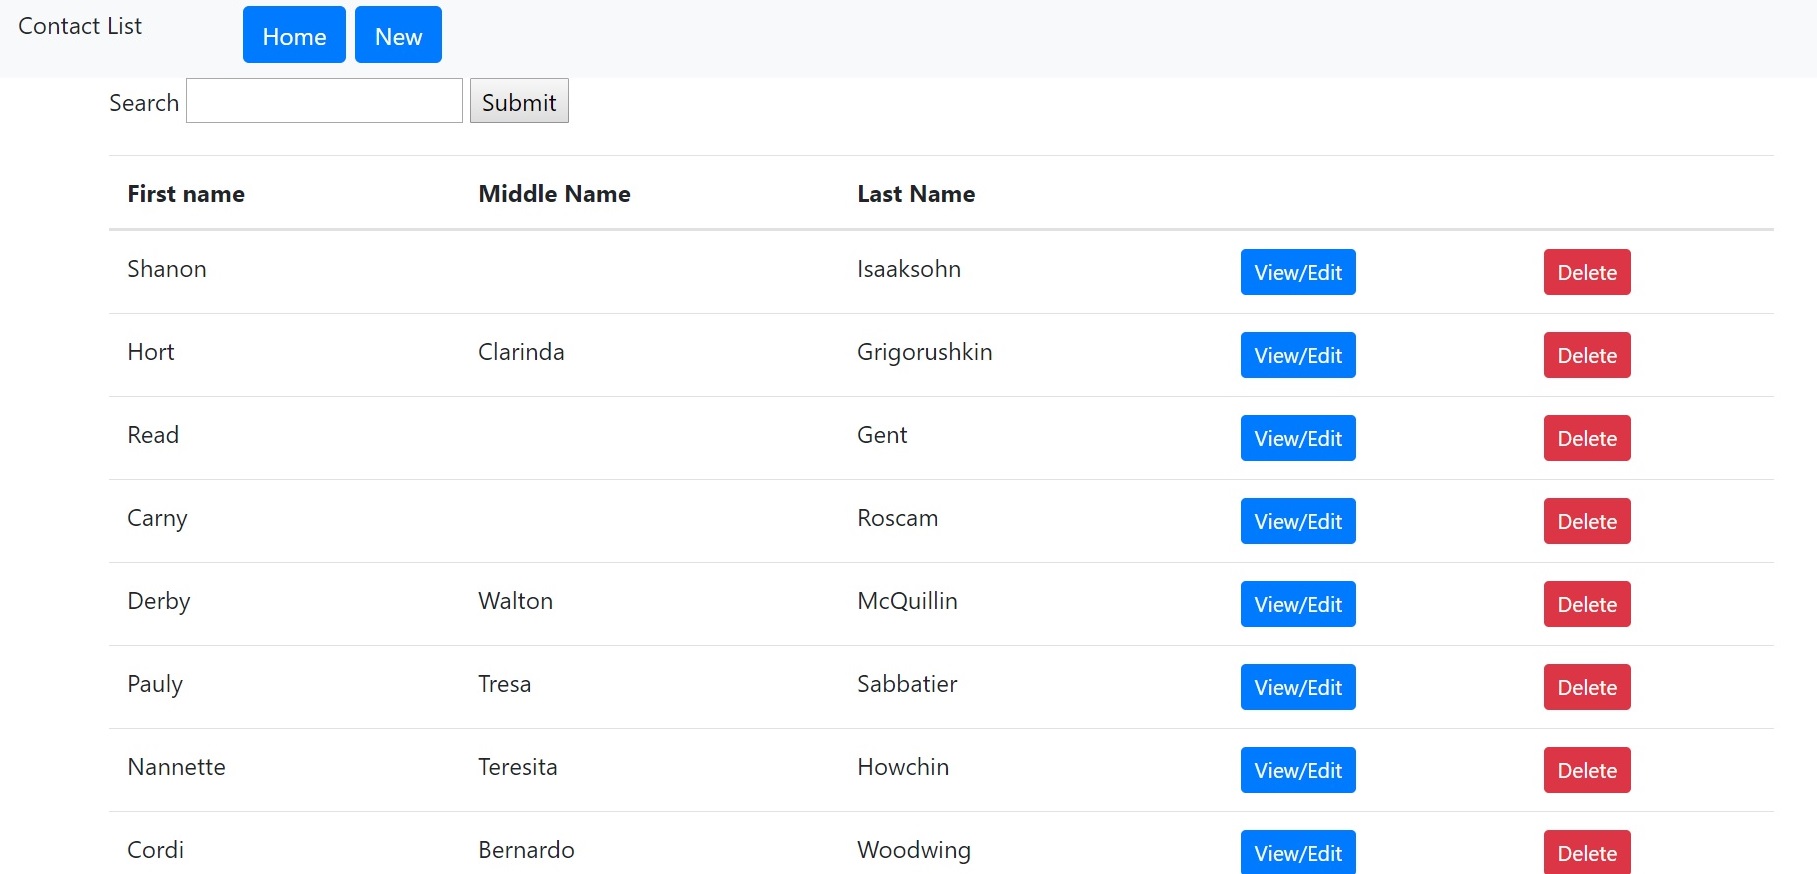 Contact List Home New
Search Submit
First name Middle Name Last Name
Shanon Isaaksohn View/Edit Delete
Hort Clarinda Grigorushkin View/Edit Delete
Read Gent View/Edit Delete
Carny Roscam View/Edit Delete
Derby Walton McQuillin View/Edit Delete
Pauly Tresa Sabbatier View/Edit Delete
Nannette Teresita Howchin View/Edit Delete
Cordi Bernardo Woodwing View/Edit Delete